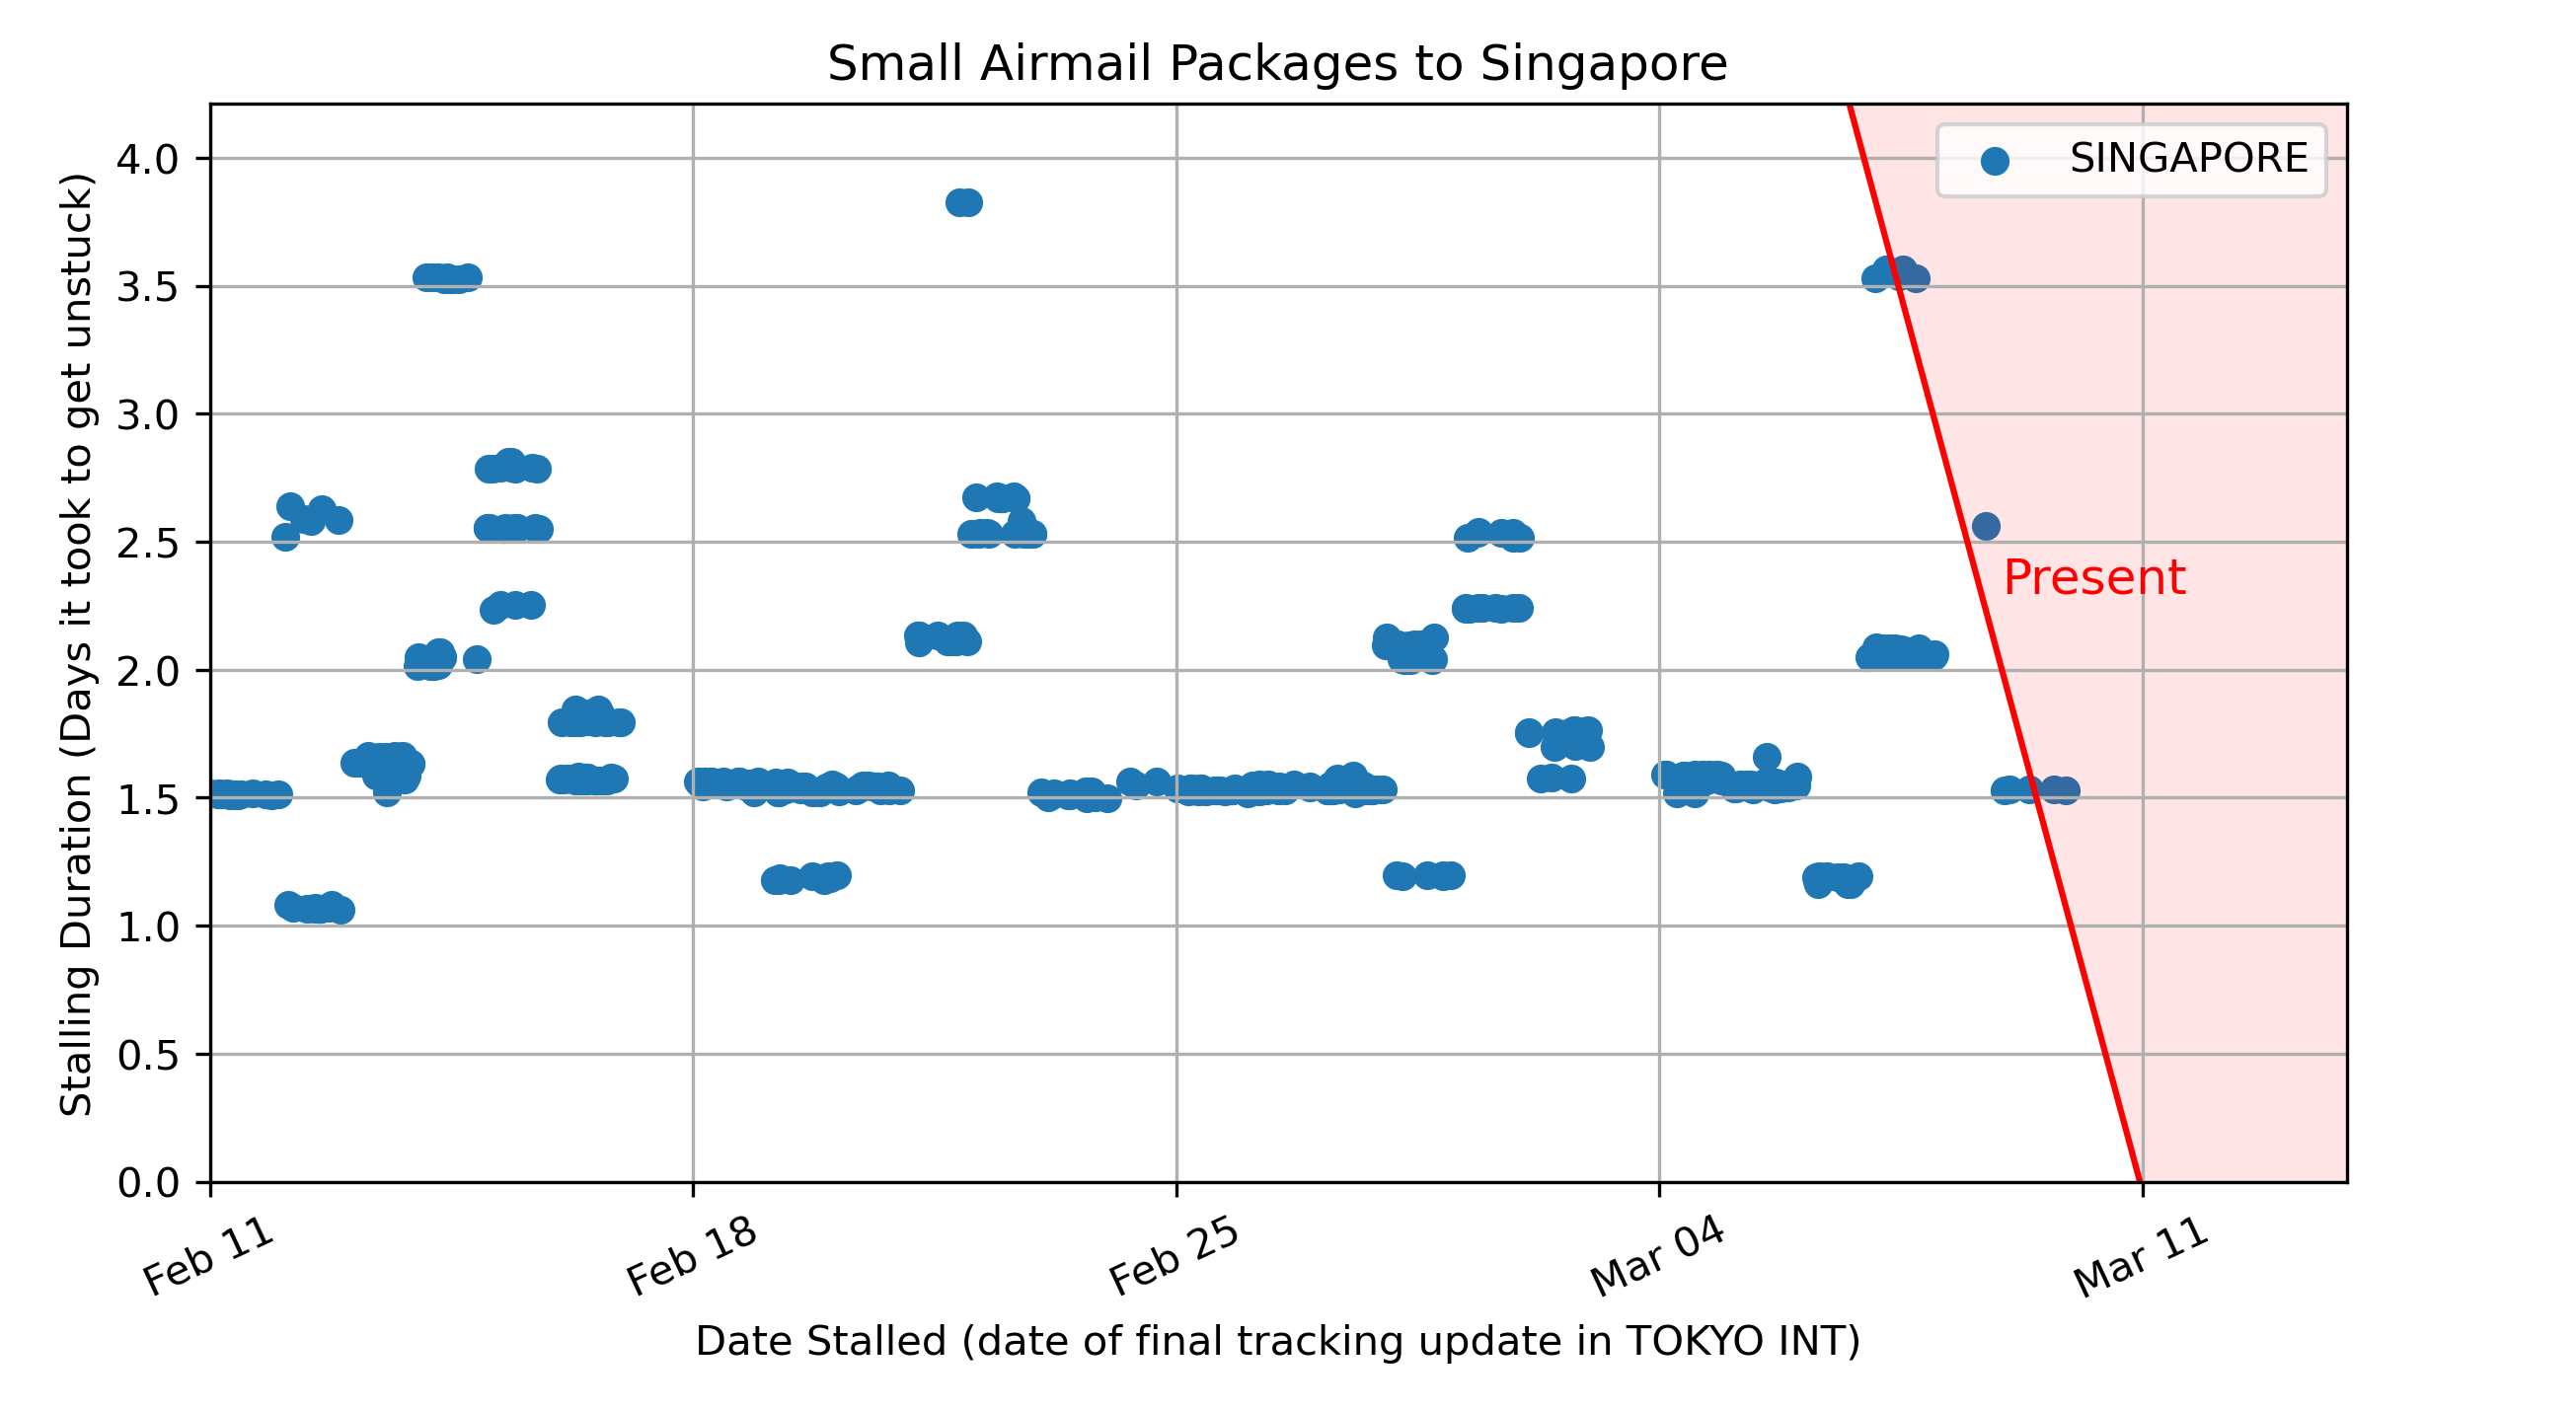 Small Airmail Packages to Singapore
SINGAPORE
Present
Stalling Duration (Days it took to get unstuck)
4.0
3.5
3.0
2.5
2.0
1.5
1.0
0.5
0.0
Feb 11
Feb 18
Feb 25
Mar 04
Mar 11
Date Stalled (date of final tracking update in TOKYO INT)